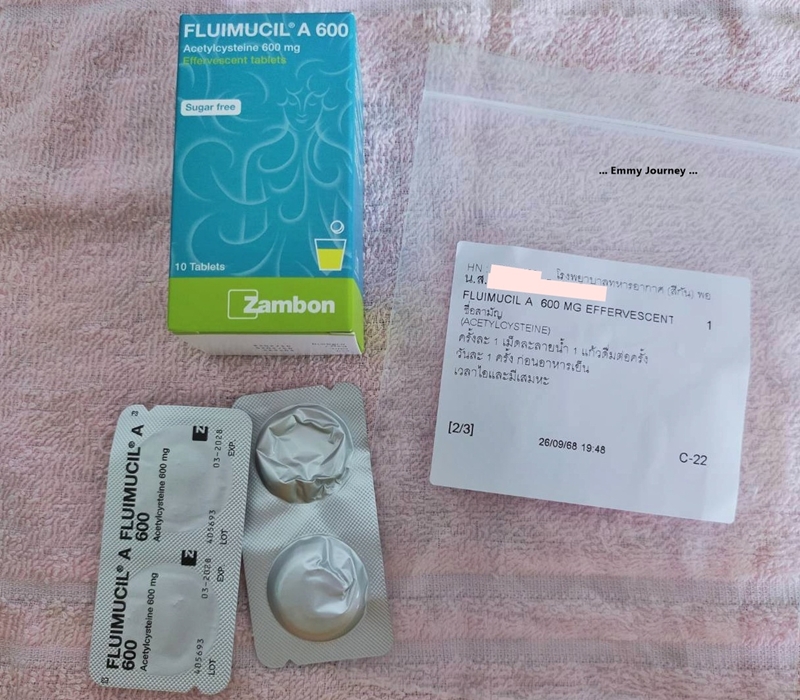 FLUIMUCIL® A 600
Acetylcysteine 600 mg
Effervescent tablets
Sugar free
10 Tablets
Zambon
... Emmy Journey ...
HN โรงพยาบาลทหารอากาศ (สีกัน) พอ
น.ส.
FLUIMUCIL A 600 MG EFFERVESCENT 1
ชื่อสามัญ
(ACETYLCYSTEINE)
ครั้งละ 1 เม็ดละลายน้ำ 1 แก้วดื่มต่อครั้ง
วันละ 1 ครั้ง ก่อนอาหารเย็น
เวลาไอและมีเสมหะ
[2/3]
26/09/68 19:48
C-22
FLUIMUCIL® A
600
Acetylcysteine 600 mg
Z
03-2028
EXP.
405693
LOT
FLUIMUCIL® A
600
Acetylcysteine 600 mg
Z
03-2028
EXP.
405693
LOT